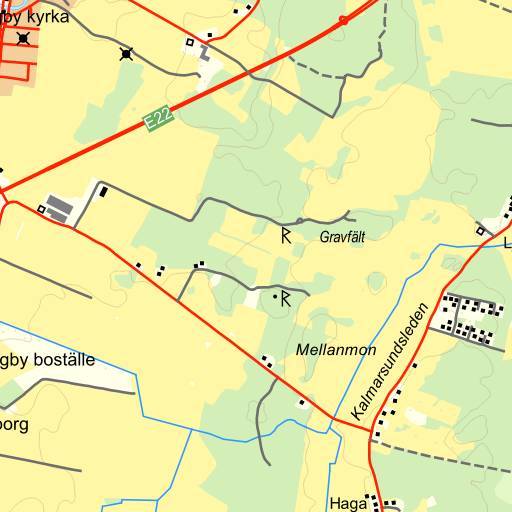 by kyrka
E22
Gravfält
L
Kalmarsundsleden
Mellanmon
gby boställe
borg
Haga